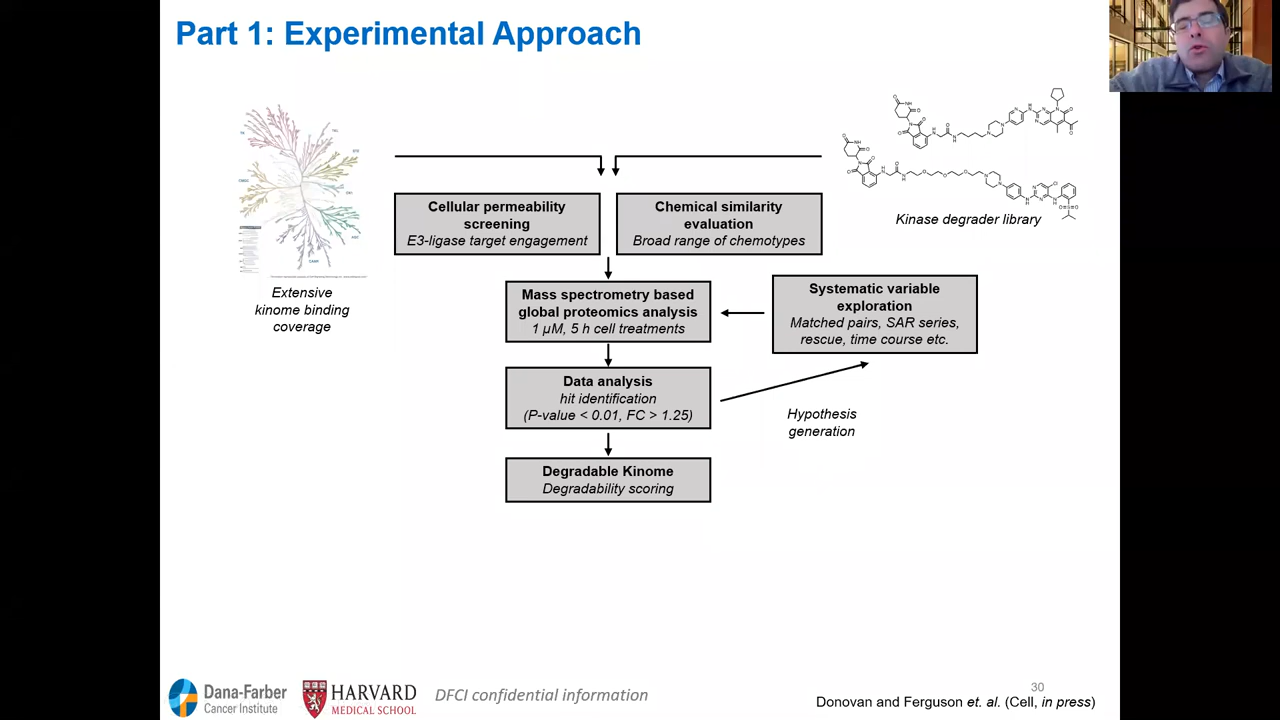 Part 1: Experimental Approach
Cellular permeability
screening
E3-ligase target engagement
Chemical similarity
evaluation
Broad range of chemotypes
Kinase degrader library
Extensive
kinome binding
coverage
Mass spectrometry based
global proteomics analysis
1 µM, 5 h cell treatments
Systematic variable
exploration
Matched pairs, SAR series,
rescue, time course etc.
Data analysis
hit identification
(P-value < 0.01, FC > 1.25)
Hypothesis
generation
Degradable Kinome
Degradability scoring
Dana-Farber
Cancer Institute
HARVARD
MEDICAL SCHOOL
DFCI confidential information
30
Donovan and Ferguson et. al. (Cell, in press)